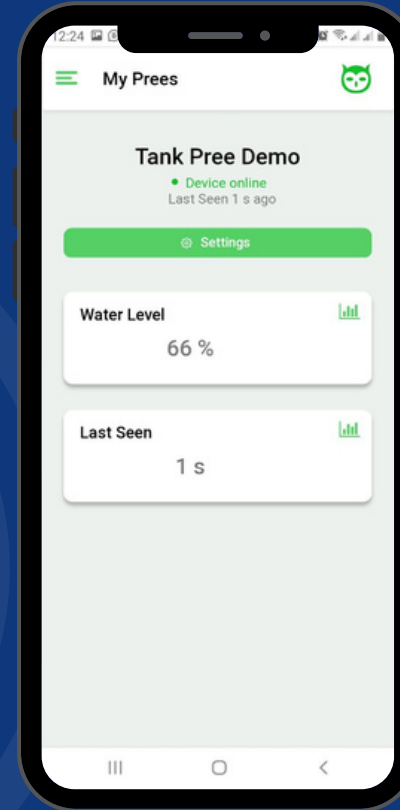 12:24
My Prees
Tank Pree Demo
Device online
Last Seen 1 s ago
Settings
Water Level
66 %
Last Seen
1 s